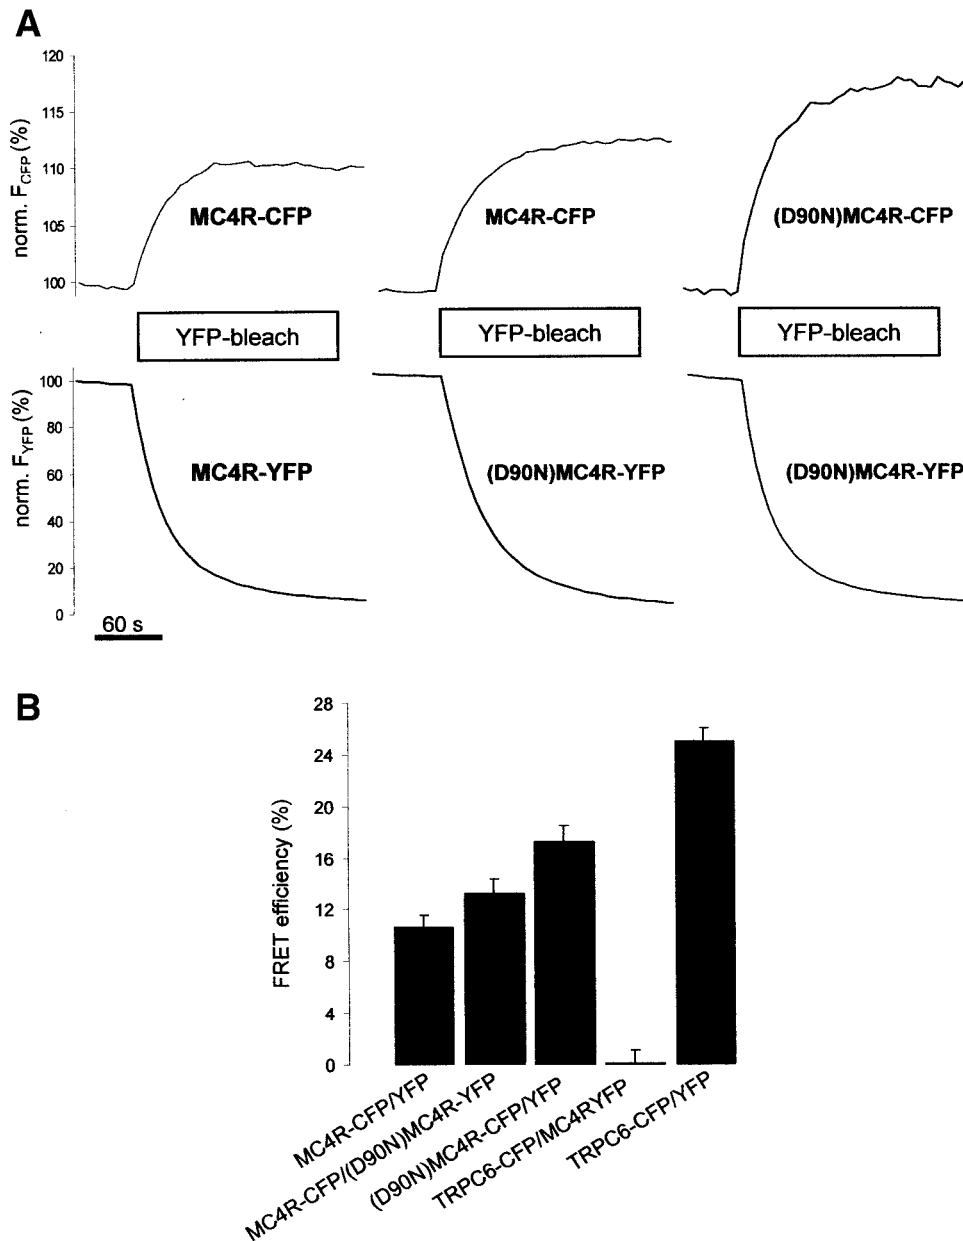 A
norm. F_CFP (%)
120
115
110
105
100
MC4R-CFP
MC4R-CFP
(D90N)MC4R-CFP
YFP-bleach
YFP-bleach
YFP-bleach
norm. F_YFP (%)
100
80
60
40
20
0
MC4R-YFP
(D90N)MC4R-YFP
(D90N)MC4R-YFP
60 s
B
FRET efficiency (%)
28
24
20
16
12
8
4
0
MC4R-CFP/YFP
MC4R-CFP/(D90N)MC4R-YFP
(D90N)MC4R-CFP/YFP
TRPC6-CFP/MC4RYFP
TRPC6-CFP/YFP